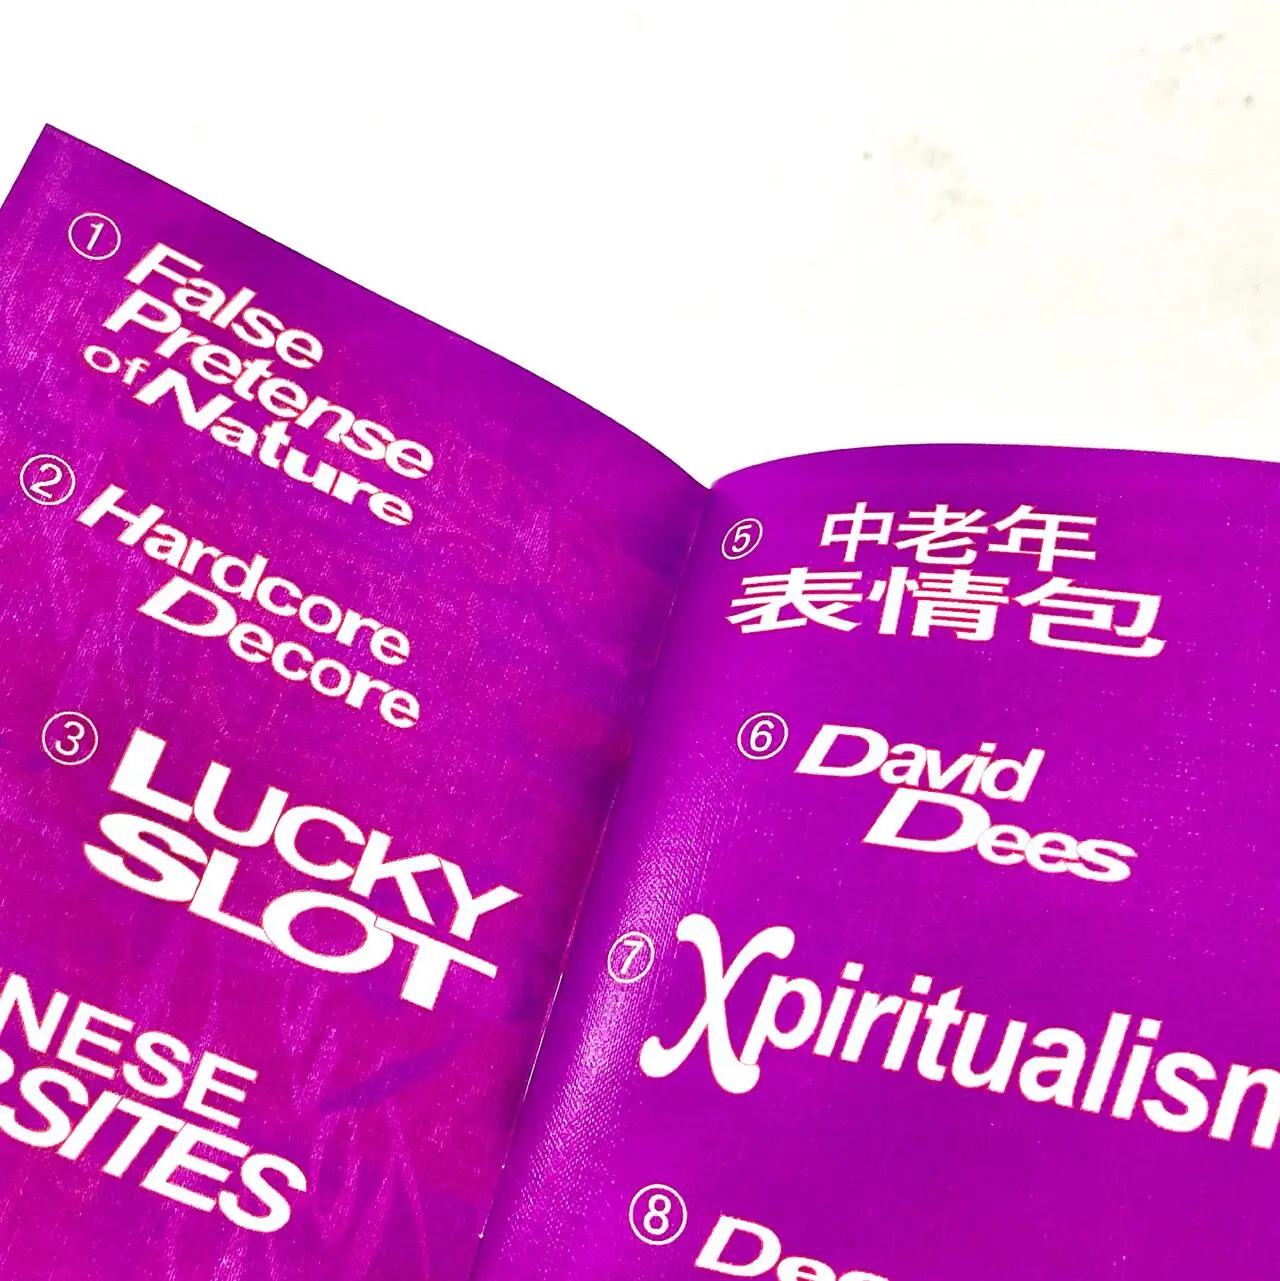 ① False
Pretense
of Nature
② Hardcore
Decore
③ LUCKY
SLOT
NESE
SITES
⑤ 中老年
表情包
⑥ David
Dees
⑦ Xpiritualism
⑧